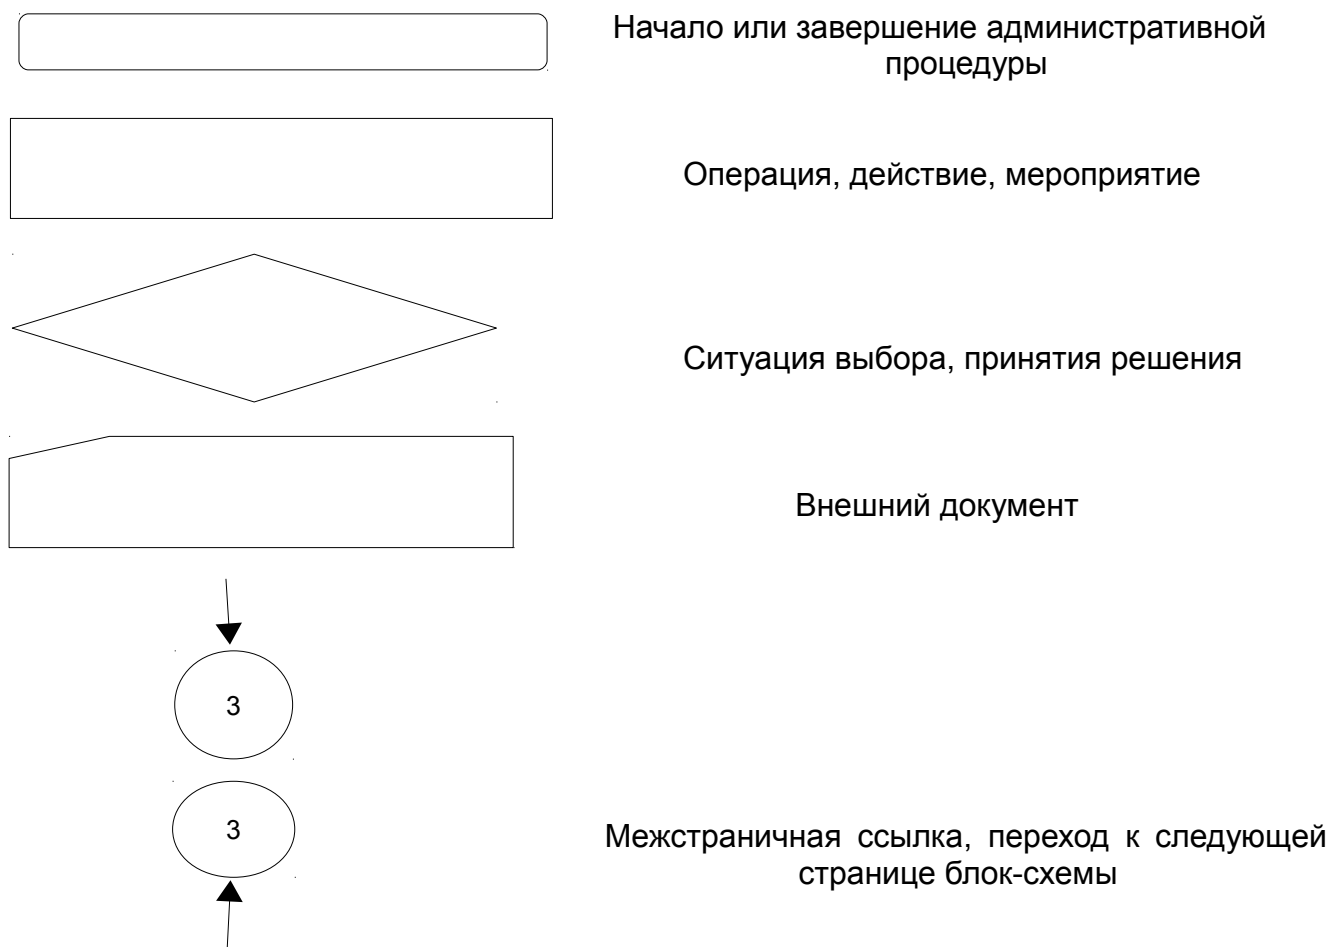 Начало или завершение административной
процедуры
Операция, действие, мероприятие
Ситуация выбора, принятия решения
Внешний документ
3
3
Межстраничная ссылка, переход к следующей
странице блок-схемы